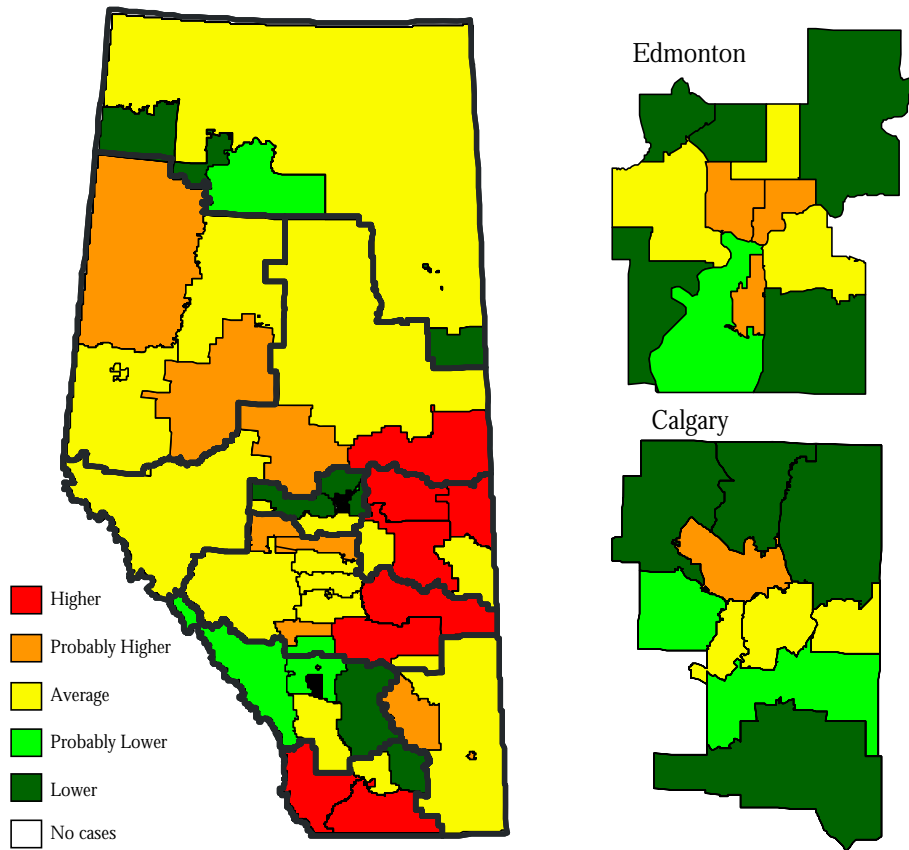 Edmonton
Calgary
Higher
Probably Higher
Average
Probably Lower
Lower
No cases